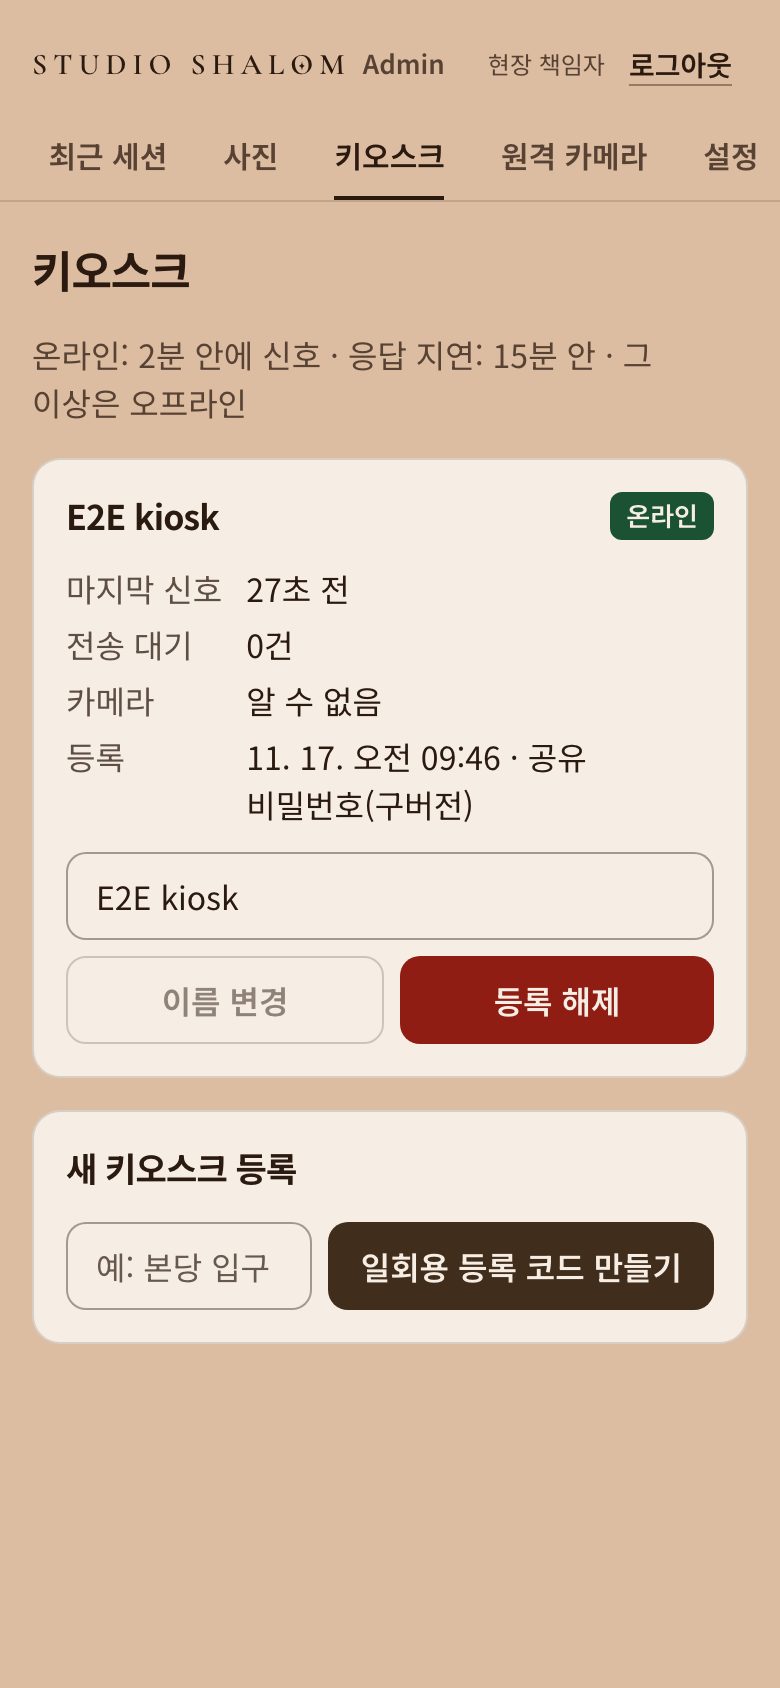 STUDIO SHALOM Admin 현장 책임자 로그아웃
최근 세션 사진 키오스크 원격 카메라 설정
키오스크
온라인: 2분 안에 신호 · 응답 지연: 15분 안 · 그
이상은 오프라인
E2E kiosk 온라인
마지막 신호 27초 전
전송 대기 0건
카메라 알 수 없음
등록 11. 17. 오전 09:46 · 공유
비밀번호(구버전)
E2E kiosk
이름 변경 등록 해제
새 키오스크 등록
예: 본당 입구 일회용 등록 코드 만들기